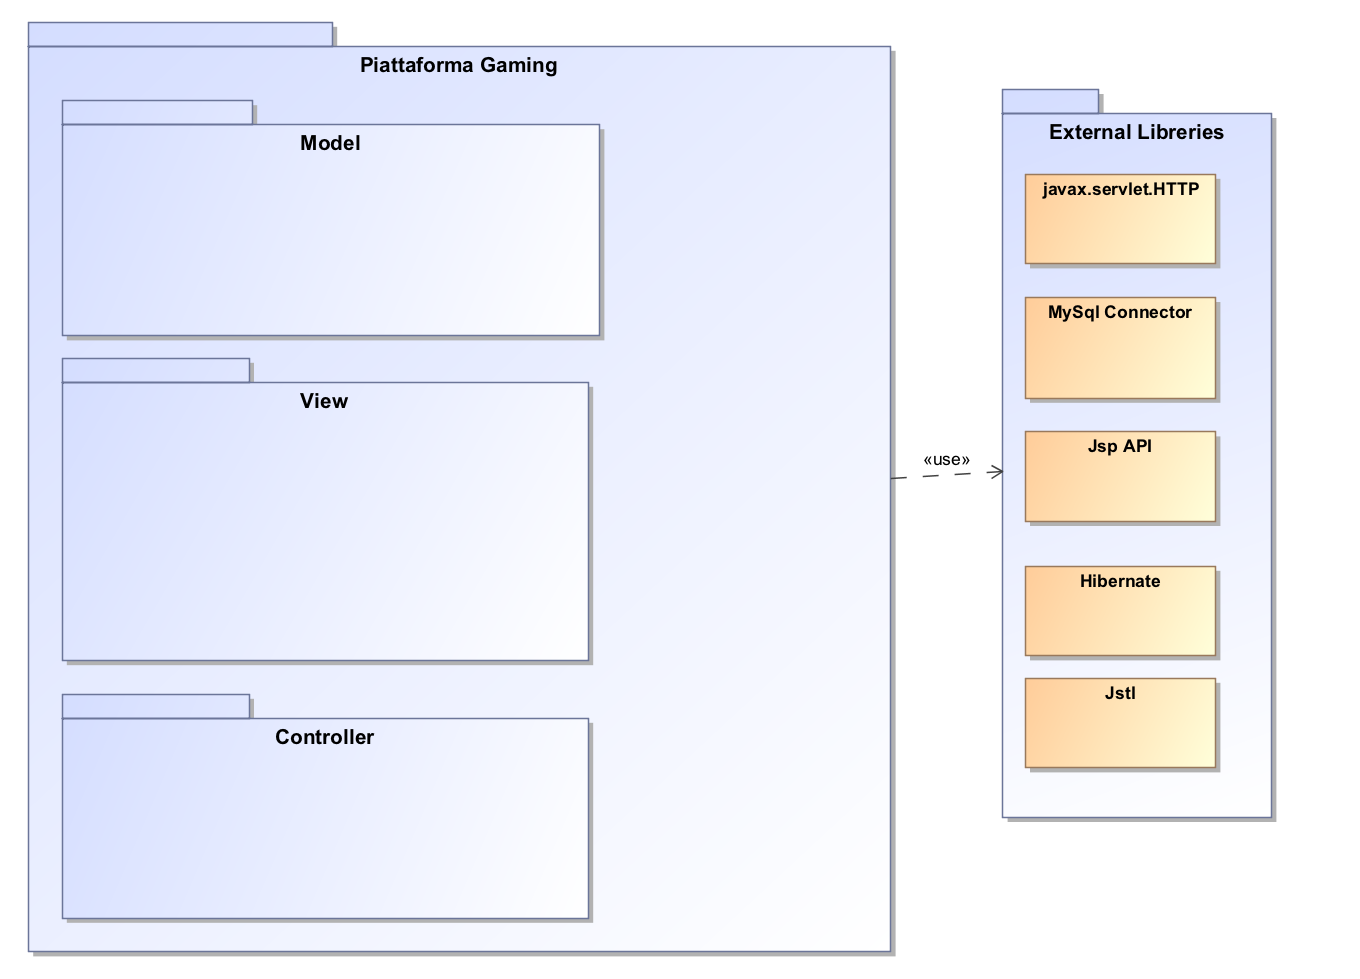 Piattaforma Gaming
Model
View
Controller
«use»
External Libreries
javax.servlet.HTTP
MySql Connector
Jsp API
Hibernate
Jstl